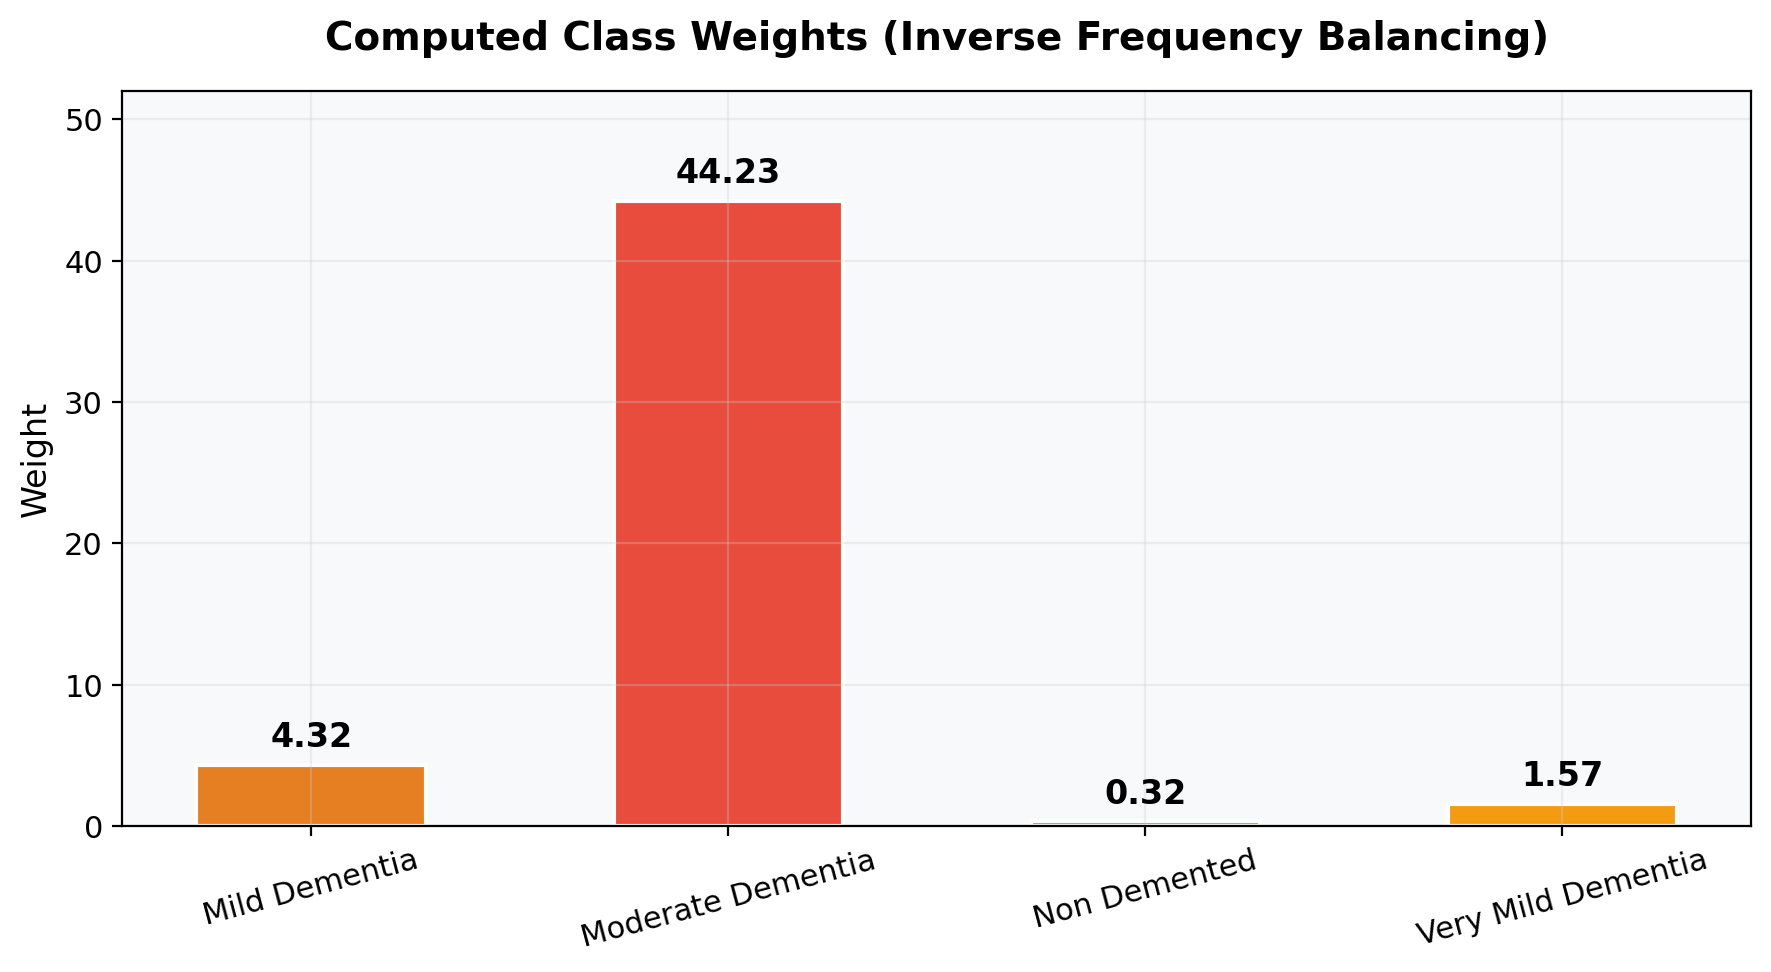 Computed Class Weights (Inverse Frequency Balancing)
50
40
30
20
10
0
Weight
4.32
44.23
0.32
1.57
Mild Dementia
Moderate Dementia
Non Demented
Very Mild Dementia